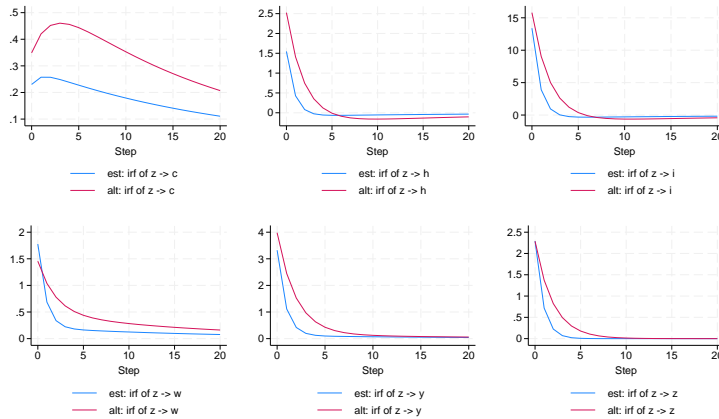 .5
.4
.3
.2
.1
0 5 10 15 20
Step
est: irf of z -> c
alt: irf of z -> c
2.5
2
1.5
1
.5
0
0 5 10 15 20
Step
est: irf of z -> h
alt: irf of z -> h
15
10
5
0
0 5 10 15 20
Step
est: irf of z -> i
alt: irf of z -> i
2
1.5
1
.5
0
0 5 10 15 20
Step
est: irf of z -> w
alt: irf of z -> w
4
3
2
1
0
0 5 10 15 20
Step
est: irf of z -> y
alt: irf of z -> y
2.5
2
1.5
1
.5
0
0 5 10 15 20
Step
est: irf of z -> z
alt: irf of z -> z